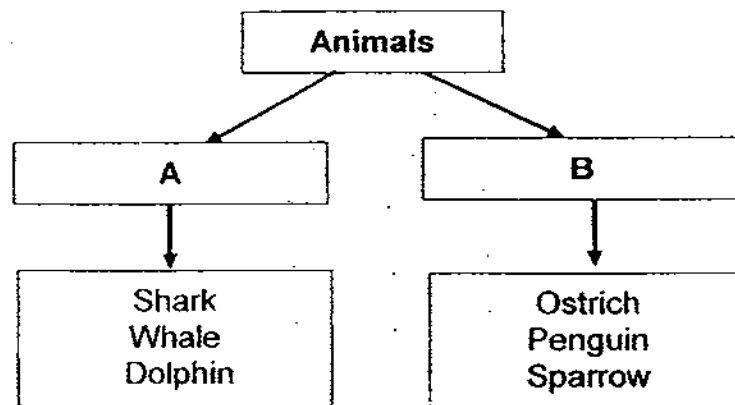 Animals
A
B
Shark
Whale
Dolphin
Ostrich
Penguin
Sparrow